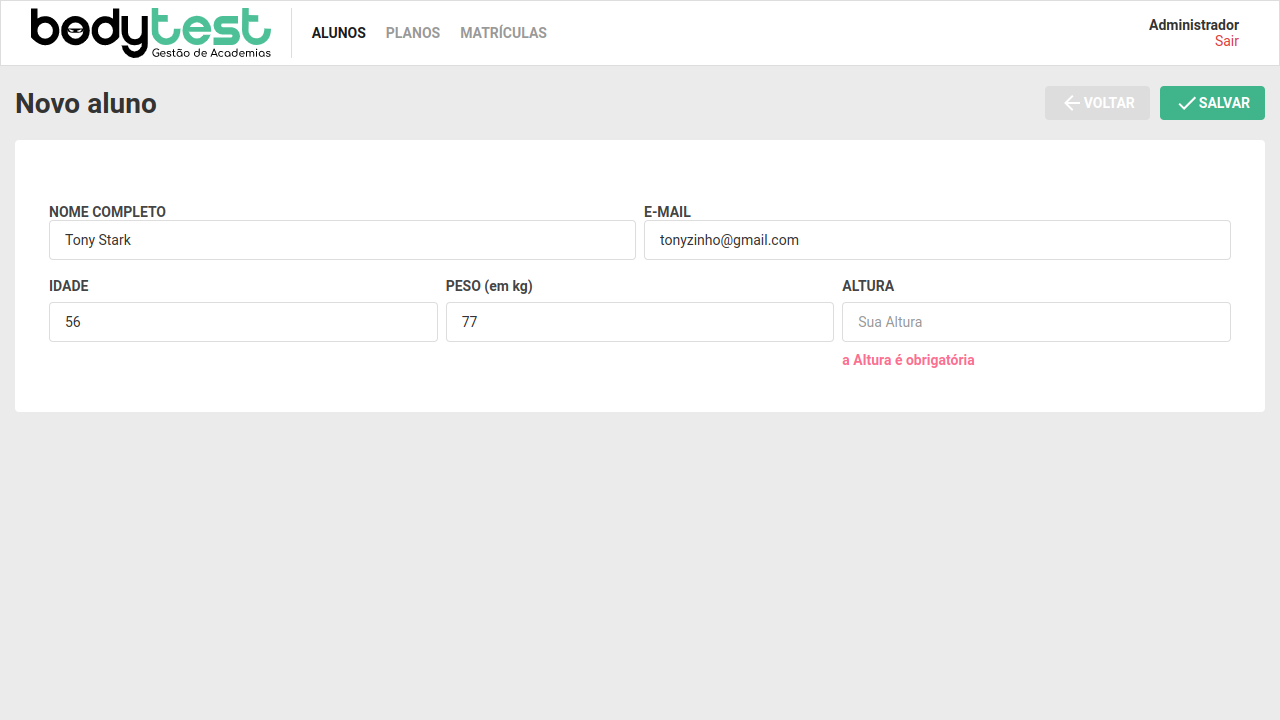 bodytest
Gestão de Academias
ALUNOS PLANOS MATRÍCULAS
Administrador
Sair
Novo aluno
VOLTAR SALVAR
NOME COMPLETO E-MAIL
Tony Stark tonyzinho@gmail.com
IDADE PESO (em kg) ALTURA
56 77 Sua Altura
a Altura é obrigatória